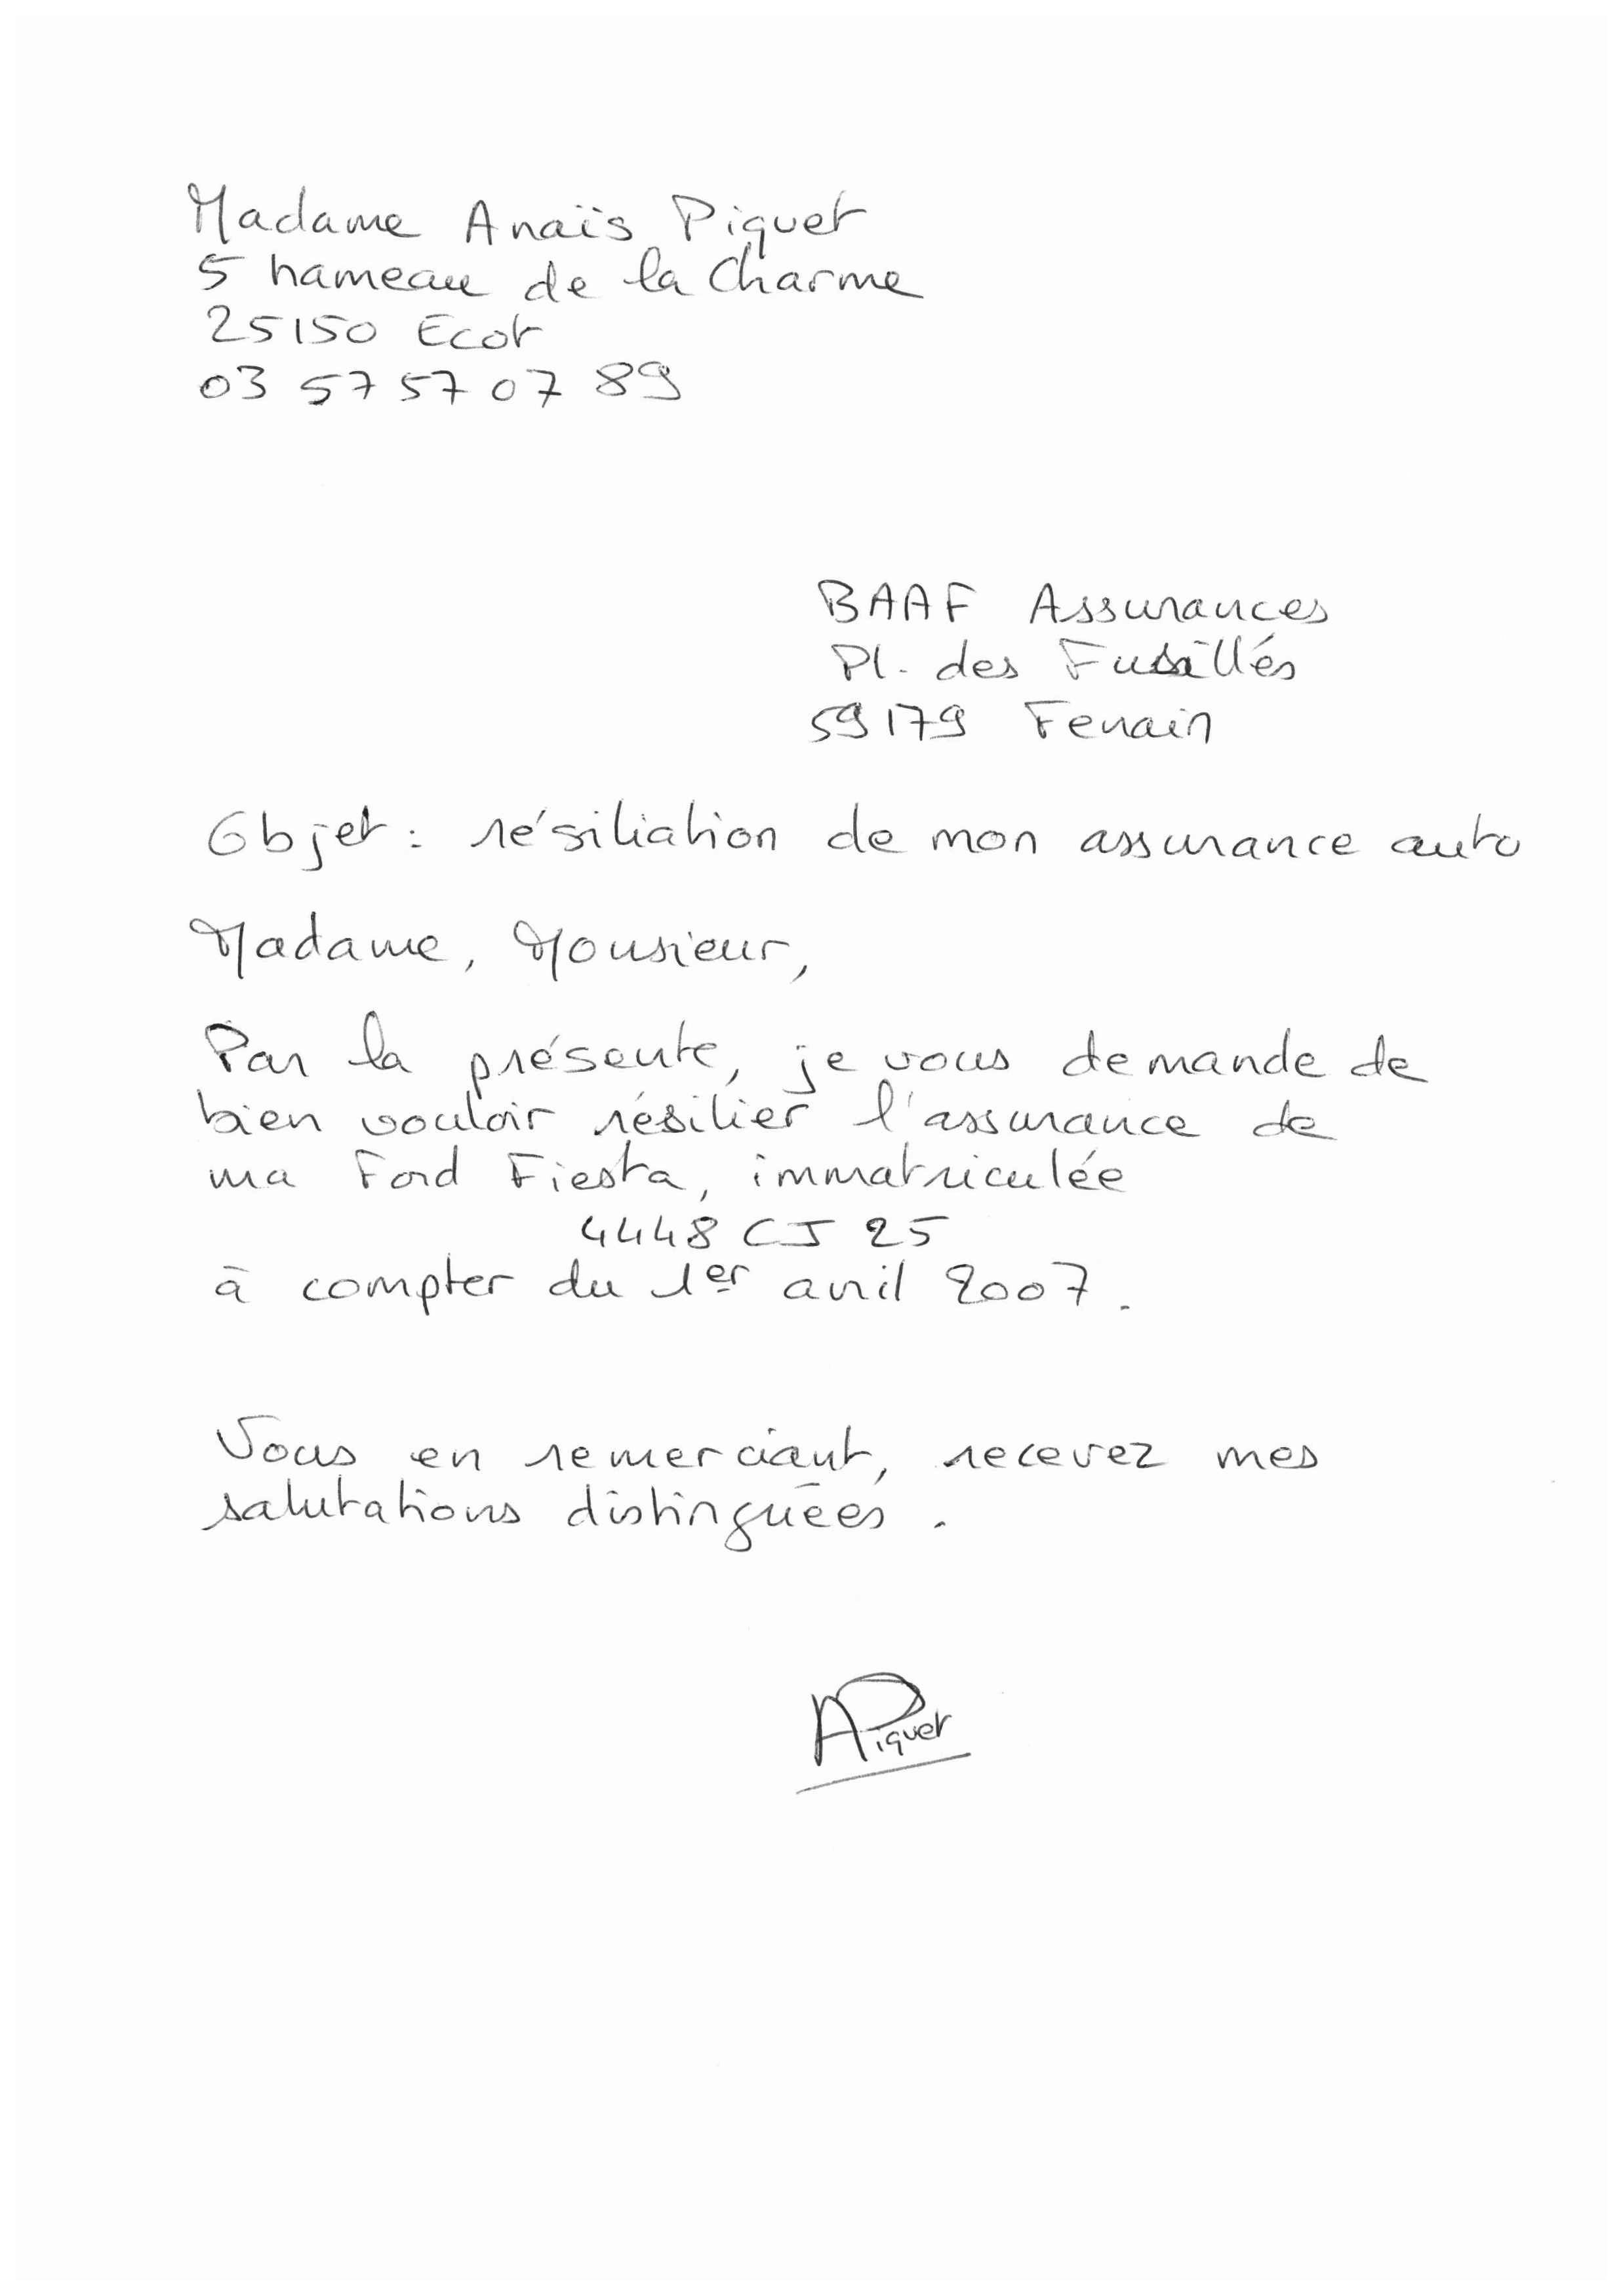 Madame Anaïs Piquet
5 hameau de la Charme
25150 Ecot
03 57 57 07 89
BAAF Assurances
Pl. des Fusillés
59179 Fenain
Objet : résiliation de mon assurance auto
Madame, Monsieur,
Par la présente, je vous demande de
bien vouloir résilier l'assurance de
ma Ford Fiesta, immatriculée
4448 CJ 25
à compter du 1er avril 2007.
Vous en remerciant, recevez mes
salutations distinguées.
APiquet